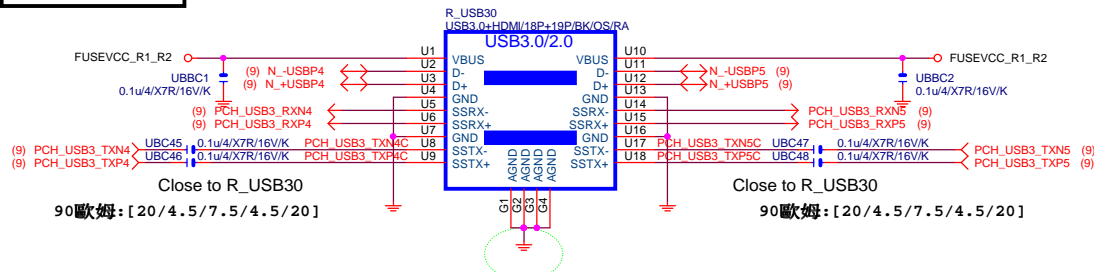 R_USB30
USB3.0+HDMI/18P+19P/BK/OS/RA
USB3.0/2.0
FUSEVCC_R1_R2 U1 VBUS VBUS U10 FUSEVCC_R1_R2
(9) N_-USBP4 U2 D- D- U11 N_-USBP5 (9)
(9) N_+USBP4 U3 D+ D+ U12 N_+USBP5 (9)
UBBC1
0.1u/4/X7R/16V/K
UBBC2
0.1u/4/X7R/16V/K
U4 GND GND U13
(9) PCH_USB3_RXN4 U5 SSRX- SSRX- U14 PCH_USB3_RXN5 (9)
(9) PCH_USB3_RXP4 U6 SSRX+ SSRX+ U15 PCH_USB3_RXP5 (9)
U7 GND GND U16
(9) PCH_USB3_TXN4 UBC45 0.1u/4/X7R/16V/K PCH_USB3_TXN4C U8 SSTX- SSTX- U17 PCH_USB3_TXN5C UBC47 0.1u/4/X7R/16V/K PCH_USB3_TXN5 (9)
(9) PCH_USB3_TXP4 UBC46 0.1u/4/X7R/16V/K PCH_USB3_TXP4C U9 SSTX+ SSTX+ U18 PCH_USB3_TXP5C UBC48 0.1u/4/X7R/16V/K PCH_USB3_TXP5 (9)
AGND AGND AGND AGND
G1 G2 G3 G4
Close to R_USB30
90歐姆:[20/4.5/7.5/4.5/20]
Close to R_USB30
90歐姆:[20/4.5/7.5/4.5/20]